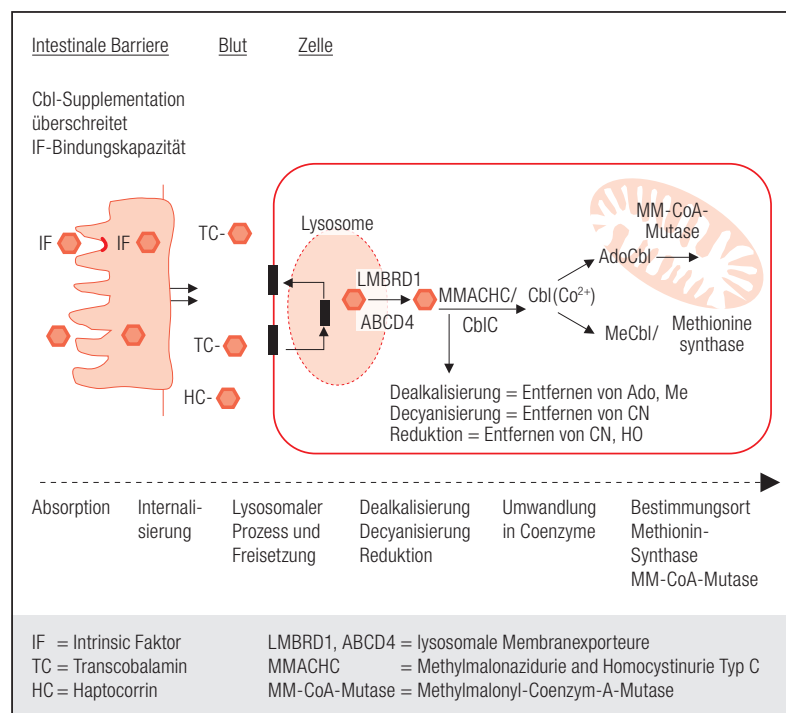 Intestinale Barriere
Blut
Zelle
Cbl-Supplementation
überschreitet
IF-Bindungskapazität
IF
IF
TC-
TC-
HC-
Lysosome
LMBRD1
ABCD4
MMACHC/
CblC
Cbl(Co²⁺)
MM-CoA-
Mutase
AdoCbl
MeCbl/
Methionine
synthase
Dealkalisierung = Entfernen von Ado, Me
Decyanisierung = Entfernen von CN
Reduktion = Entfernen von CN, HO
Absorption
Internali-
sierung
Lysosomaler
Prozess und
Freisetzung
Dealkalisierung
Decyanisierung
Reduktion
Umwandlung
in Coenzyme
Bestimmungsort
Methionin-
Synthase
MM-CoA-Mutase
IF = Intrinsic Faktor
TC = Transcobalamin
HC = Haptocorrin
LMBRD1, ABCD4 = lysosomale Membranexporteure
MMACHC = Methylmalonazidurie and Homocystinurie Typ C
MM-CoA-Mutase = Methylmalonyl-Coenzym-A-Mutase